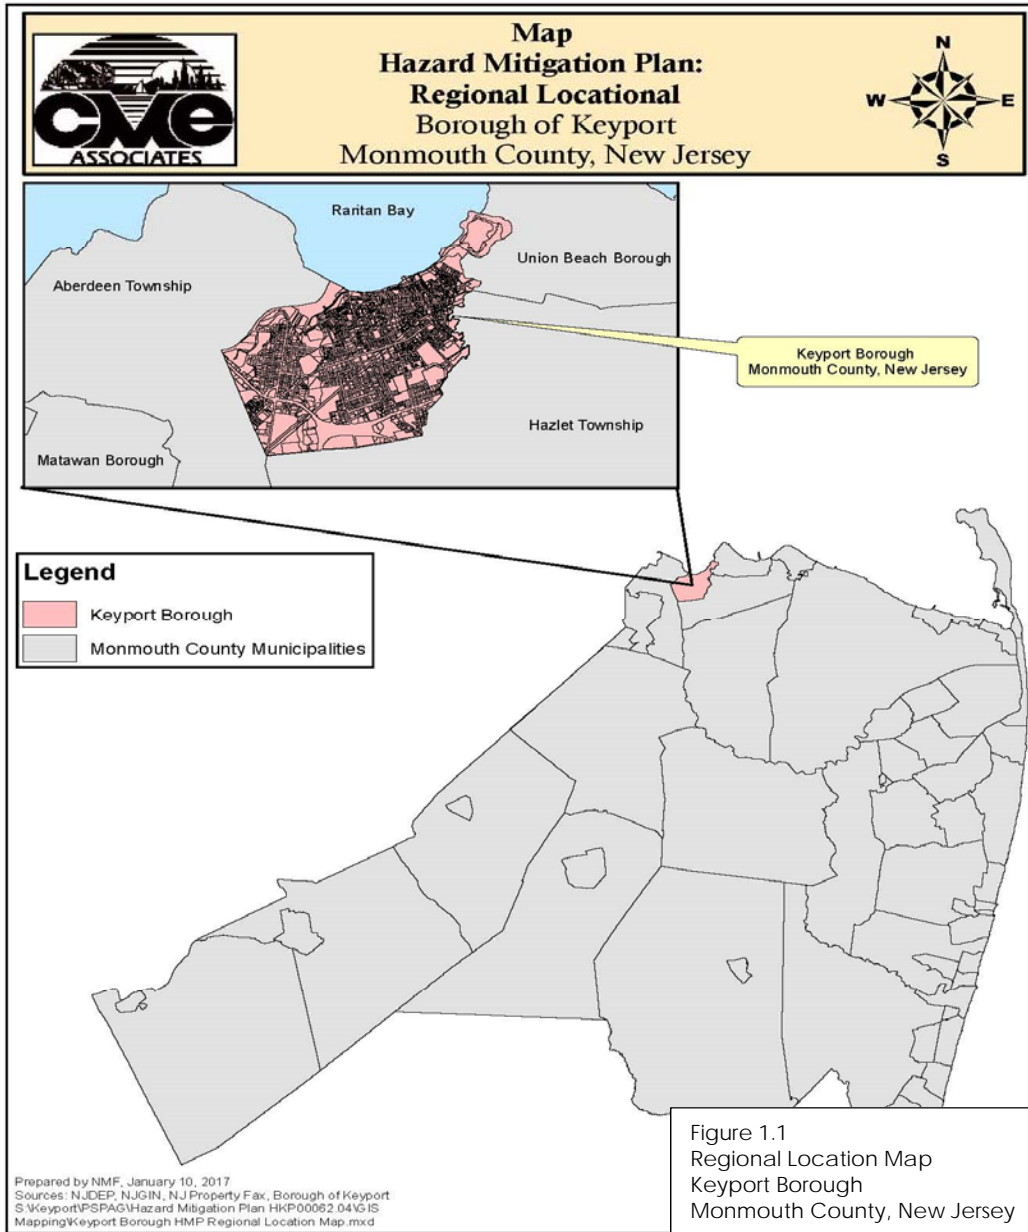 Map
Hazard Mitigation Plan:
Regional Locational
Borough of Keyport
Monmouth County, New Jersey
CME
ASSOCIATES
N
W
E
S
Raritan Bay
Union Beach Borough
Aberdeen Township
Keyport Borough
Monmouth County, New Jersey
Hazlet Township
Matawan Borough
Legend
Keyport Borough
Monmouth County Municipalities
Prepared by NMF, January 10, 2017
Sources: NJDEP, NJGIN, NJ Property Fax, Borough of Keyport
S:\Keyport\PSPAG\Hazard Mitigation Plan HKP00062.04\GIS
Mapping\Keyport Borough HMP Regional Location Map.mxd
Figure 1.1
Regional Location Map
Keyport Borough
Monmouth County, New Jersey